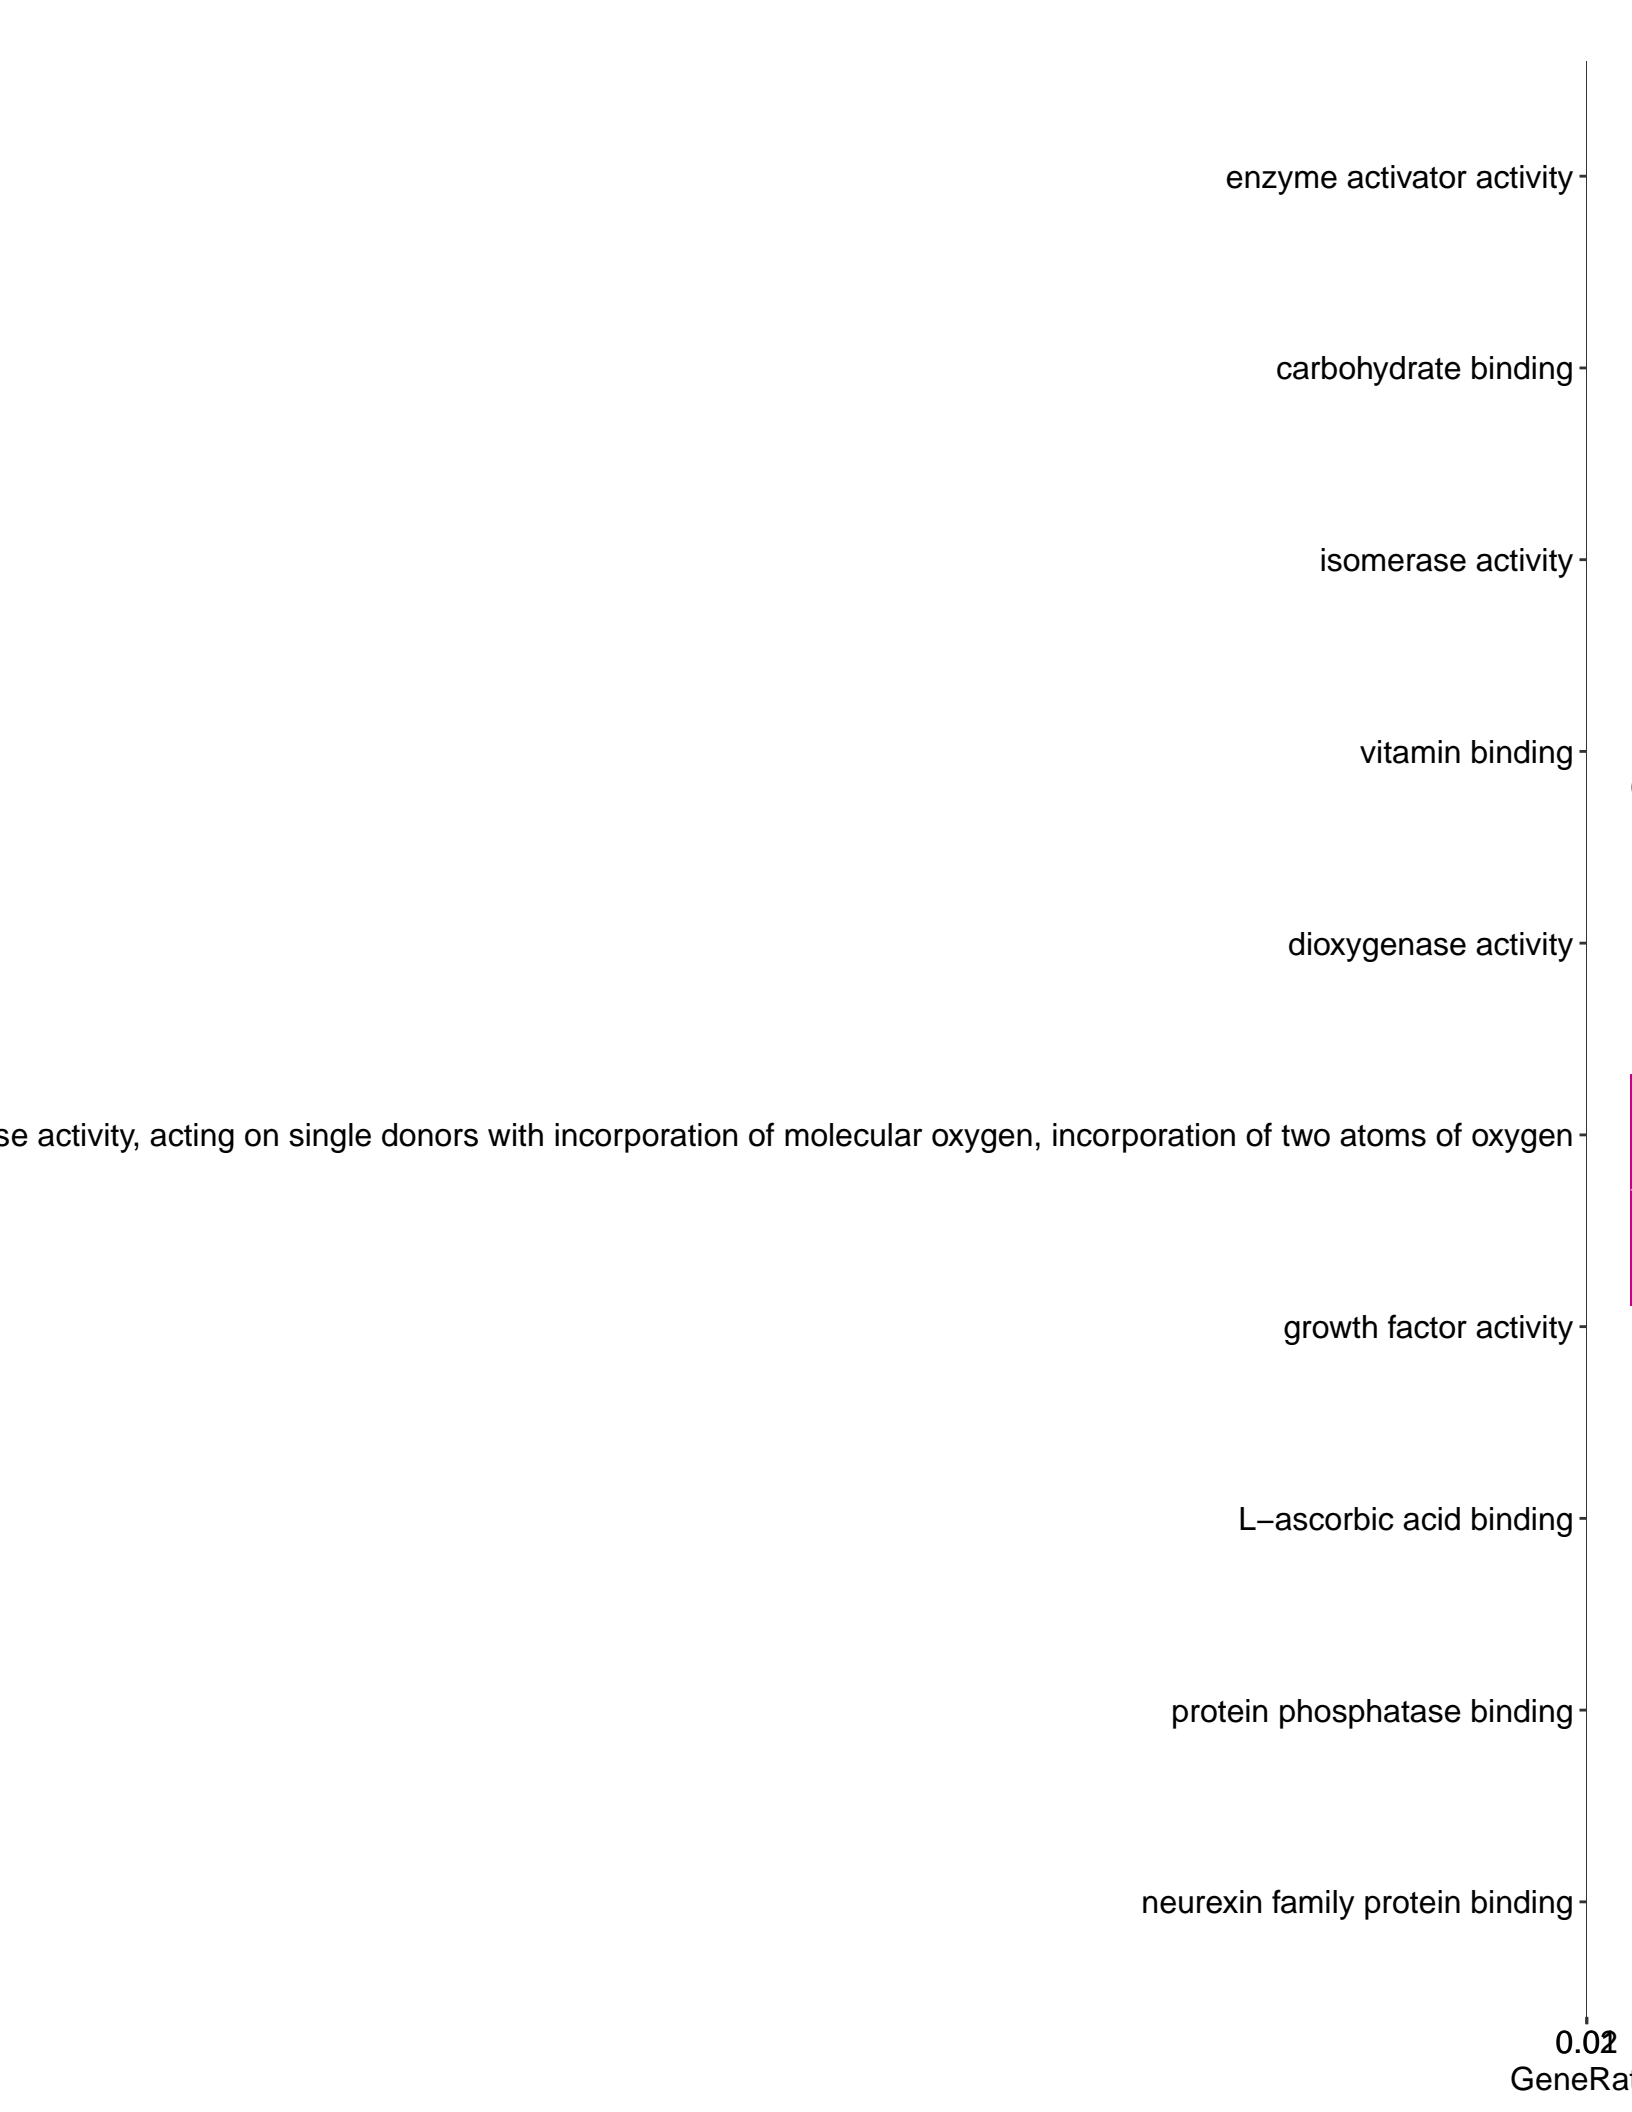 enzyme activator activity
carbohydrate binding
isomerase activity
vitamin binding
dioxygenase activity
se activity, acting on single donors with incorporation of molecular oxygen, incorporation of two atoms of oxygen
growth factor activity
L−ascorbic acid binding
protein phosphatase binding
neurexin family protein binding
GeneRat